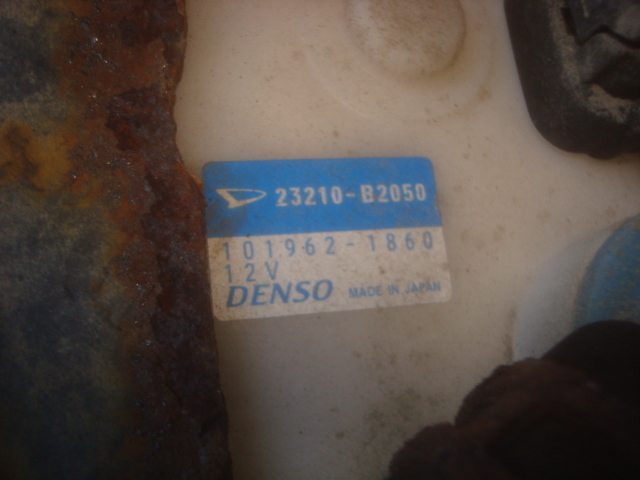 23210-B2050
101962-1860
12V
DENSO MADE IN JAPAN